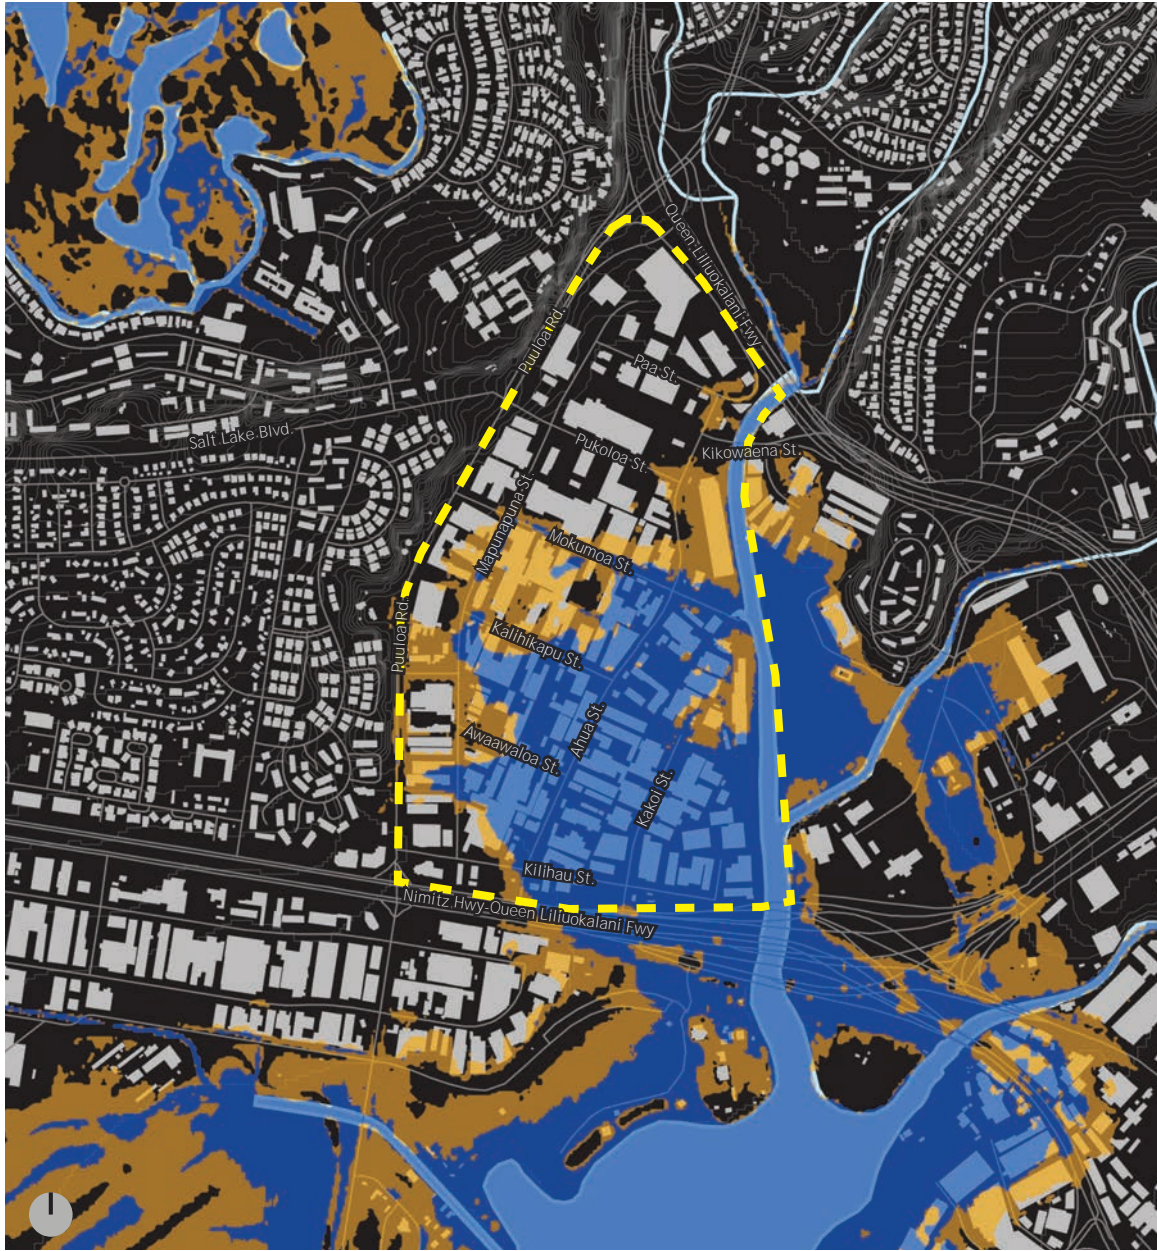 Queen Liliuokalani Fwy
Puuloa Rd.
Paa St.
Salt Lake Blvd.
Pukoloa St.
Kikowaena St.
Mapunapuna St.
Mokumoa St.
Puuloa Rd.
Kalihikapu St.
Ahua St.
Awaawaloa St.
Kakoi St.
Kilihau St.
Nimitz Hwy-Queen Liliuokalani Fwy